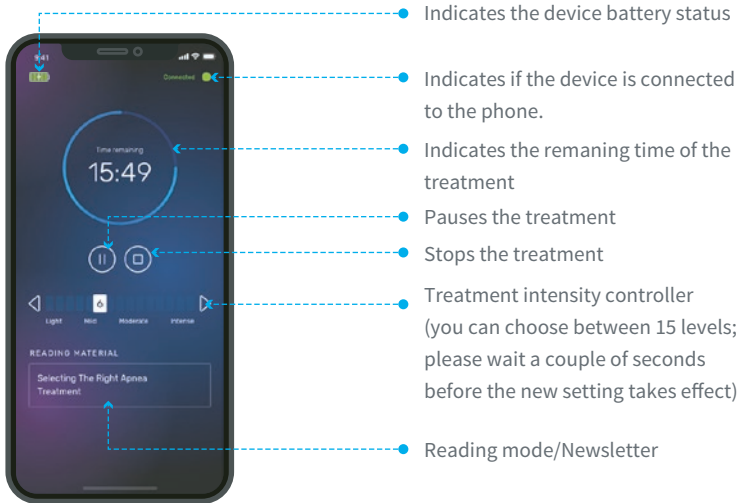 Indicates the device battery status
9:41
Connected
Indicates if the device is connected
to the phone.
Time remaining
15:49
Indicates the remaning time of the
treatment
Pauses the treatment
Stops the treatment
6
Light Mild Moderate Intense
Treatment intensity controller
(you can choose between 15 levels;
please wait a couple of seconds
before the new setting takes effect)
READING MATERIAL
Selecting The Right Apnea
Treatment
Reading mode/Newsletter